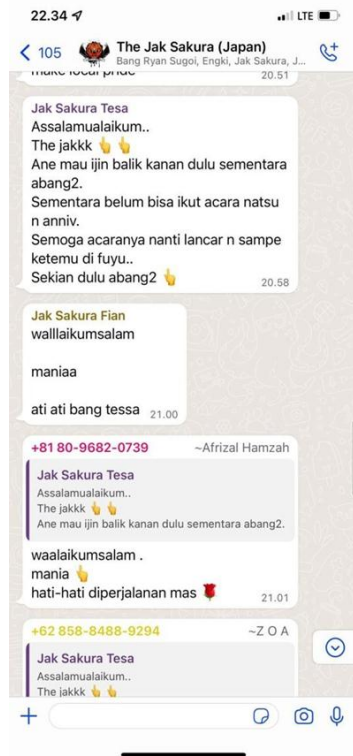 22.34
LTE
105
The Jak Sakura (Japan)
Bang Ryan Sugoi, Engki, Jak Sakura, J...
make local pride
20.51
Jak Sakura Tesa
Assalamualaikum..
The jakkk 👆 👆
Ane mau ijin balik kanan dulu sementara
abang2.
Sementara belum bisa ikut acara natsu
n anniv.
Semoga acaranya nanti lancar n sampe
ketemu di fuyu..
Sekian dulu abang2 👆
20.58
Jak Sakura Fian
walllaikumsalam
maniaa
ati ati bang tessa
21.00
+81 80-9682-0739
~Afrizal Hamzah
Jak Sakura Tesa
Assalamualaikum..
The jakkk 👆 👆
Ane mau ijin balik kanan dulu sementara abang2.
waalaikumsalam .
mania 👆
hati-hati diperjalanan mas 🌹
21.01
+62 858-8488-9294
~Z O A
Jak Sakura Tesa
Assalamualaikum..
The jakkk 👆 👆